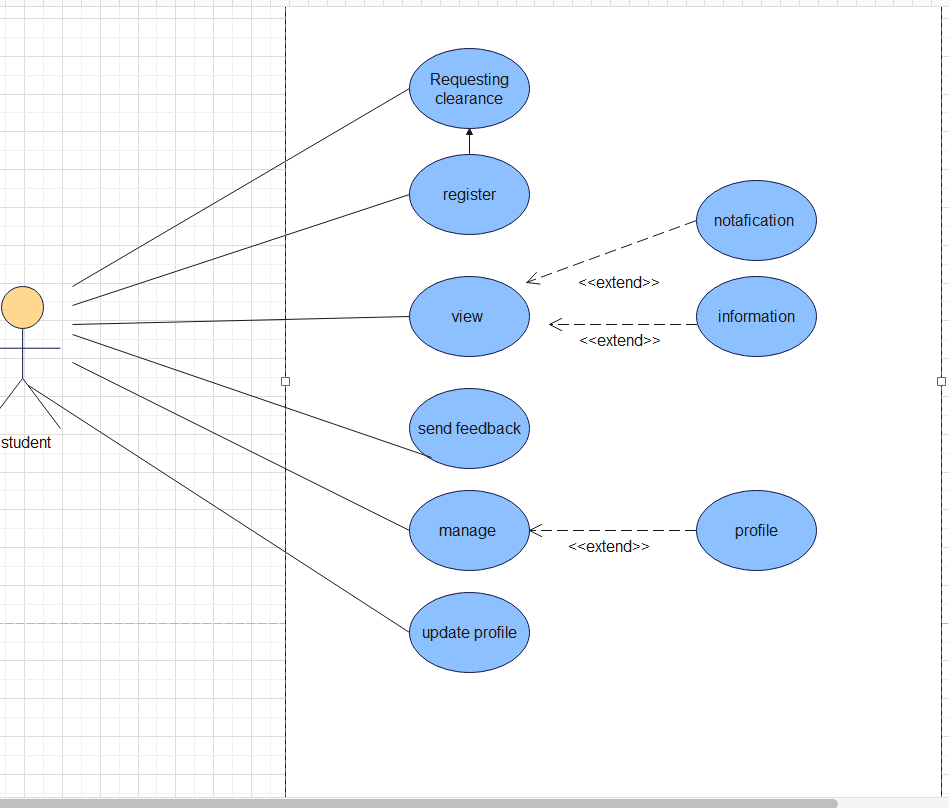 Requesting
clearance
register
notafication
<<extend>>
view
information
<<extend>>
student
send feedback
manage
profile
<<extend>>
update profile